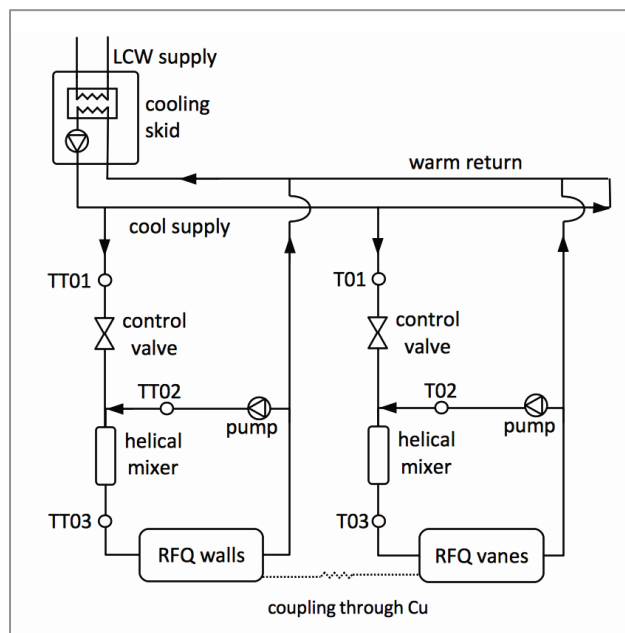 LCW supply
cooling
skid
warm return
cool supply
TT01
T01
control
valve
control
valve
TT02
T02
pump
pump
helical
mixer
helical
mixer
TT03
T03
RFQ walls
RFQ vanes
coupling through Cu